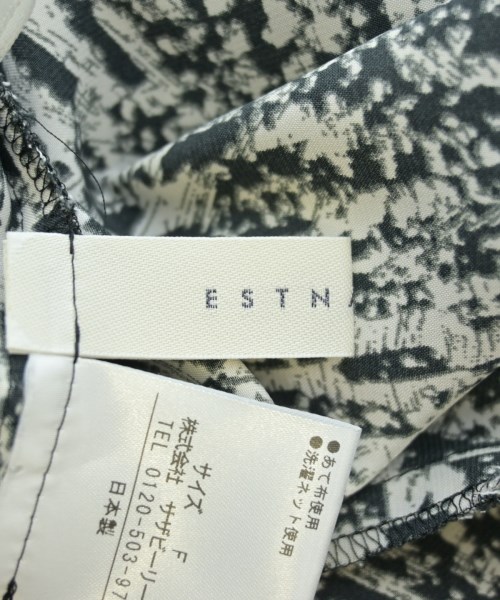 ESTN
●あて布使用
●洗濯ネット使用
サイズ F
株式会社 サザビーリー
TEL 0120-503-97
日本製